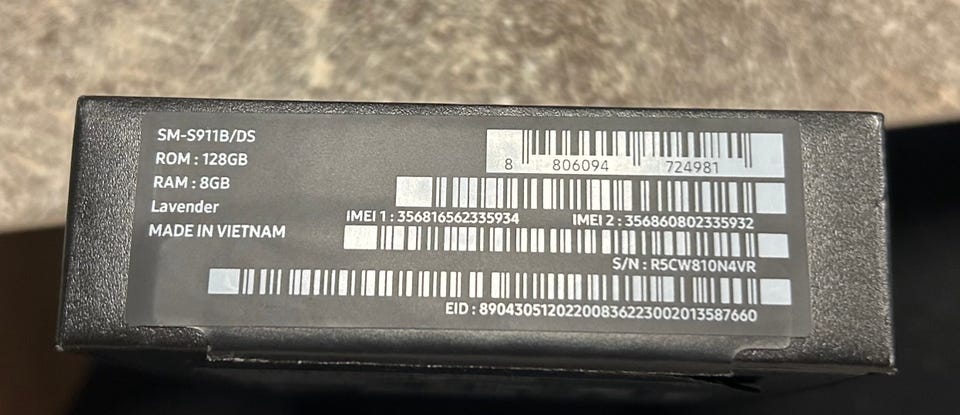 SM-S911B/DS
ROM : 128GB
RAM : 8GB
Lavender
MADE IN VIETNAM
8 806094 724981
IMEI 1 : 356816562335934 IMEI 2 : 356860802335932
S/N : R5CW810N4VR
EID : 89043051202200836223002013587660